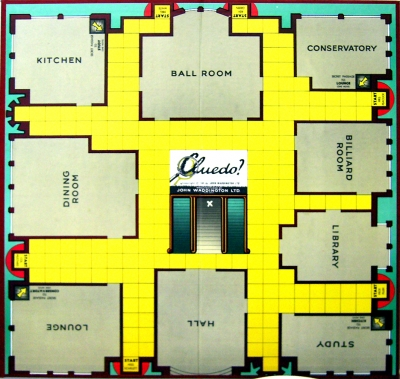 START
START
KITCHEN
BALL ROOM
CONSERVATORY
START
Cluedo?
JOHN WADDINGTON LTD.
X
BILLIARD
ROOM
DINING
ROOM
LIBRARY
START
START
LOUNGE
HALL
STUDY
START